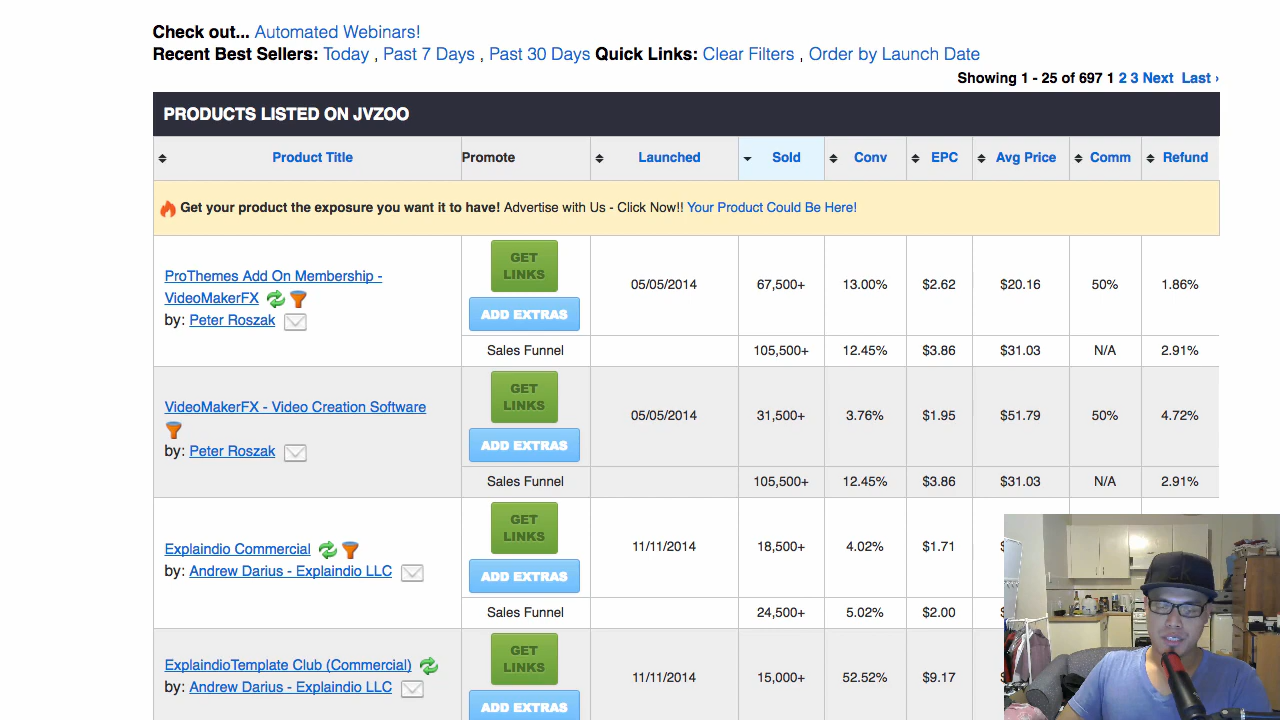 Check out... Automated Webinars!
Recent Best Sellers: Today , Past 7 Days , Past 30 Days Quick Links: Clear Filters , Order by Launch Date
Showing 1 - 25 of 697 1 2 3 Next Last ›
PRODUCTS LISTED ON JVZOO
Product Title Promote Launched Sold Conv EPC Avg Price Comm Refund
Get your product the exposure you want it to have! Advertise with Us - Click Now!! Your Product Could Be Here!
ProThemes Add On Membership -
VideoMakerFX
by: Peter Roszak
GET
LINKS
ADD EXTRAS
05/05/2014 67,500+ 13.00% $2.62 $20.16 50% 1.86%
Sales Funnel 105,500+ 12.45% $3.86 $31.03 N/A 2.91%
VideoMakerFX - Video Creation Software
by: Peter Roszak
GET
LINKS
ADD EXTRAS
05/05/2014 31,500+ 3.76% $1.95 $51.79 50% 4.72%
Sales Funnel 105,500+ 12.45% $3.86 $31.03 N/A 2.91%
Explaindio Commercial
by: Andrew Darius - Explaindio LLC
GET
LINKS
ADD EXTRAS
11/11/2014 18,500+ 4.02% $1.71
Sales Funnel 24,500+ 5.02% $2.00
ExplaindioTemplate Club (Commercial)
by: Andrew Darius - Explaindio LLC
GET
LINKS
ADD EXTRAS
11/11/2014 15,000+ 52.52% $9.17